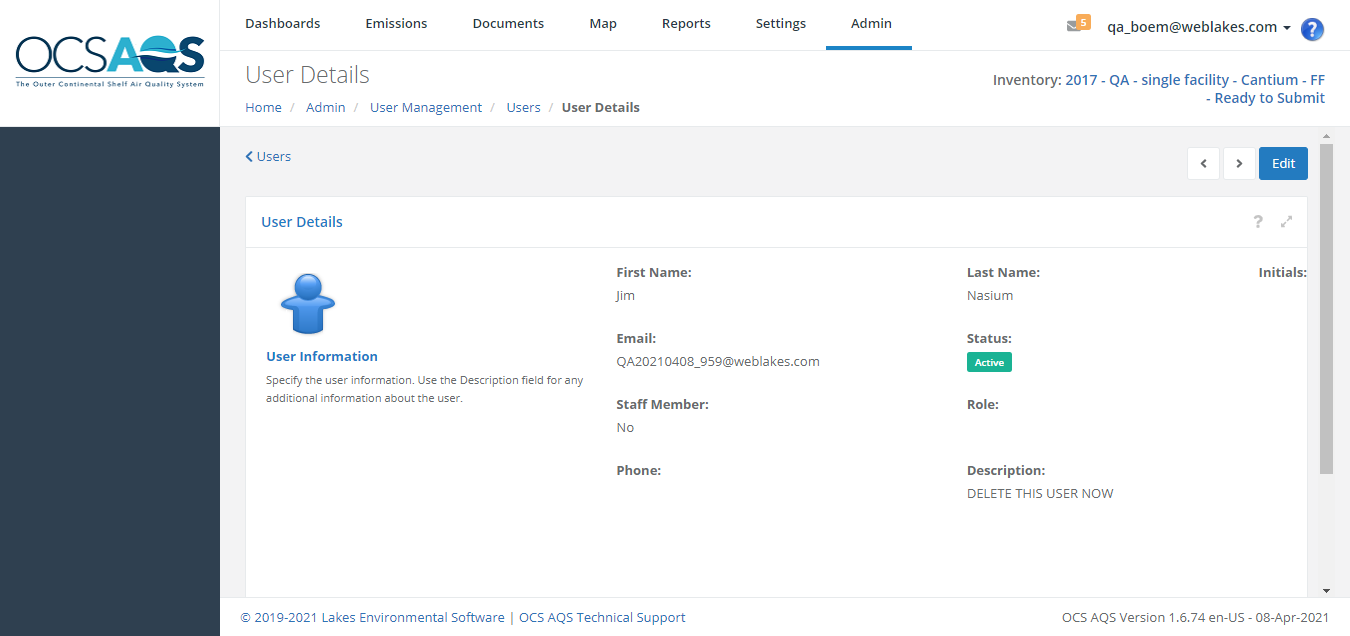 OCSAQS
The Outer Continental Shelf Air Quality System
Dashboards Emissions Documents Map Reports Settings Admin
5
qa_boem@weblakes.com
?
User Details
Inventory: 2017 - QA - single facility - Cantium - FF
- Ready to Submit
Home / Admin / User Management / Users / User Details
Users
Edit
User Details
?
User Information
Specify the user information. Use the Description field for any
additional information about the user.
First Name:
Jim
Last Name:
Nasium
Initials:
Email:
QA20210408_959@weblakes.com
Status:
Active
Staff Member:
No
Role:
Phone:
Description:
DELETE THIS USER NOW
© 2019-2021 Lakes Environmental Software | OCS AQS Technical Support
OCS AQS Version 1.6.74 en-US - 08-Apr-2021